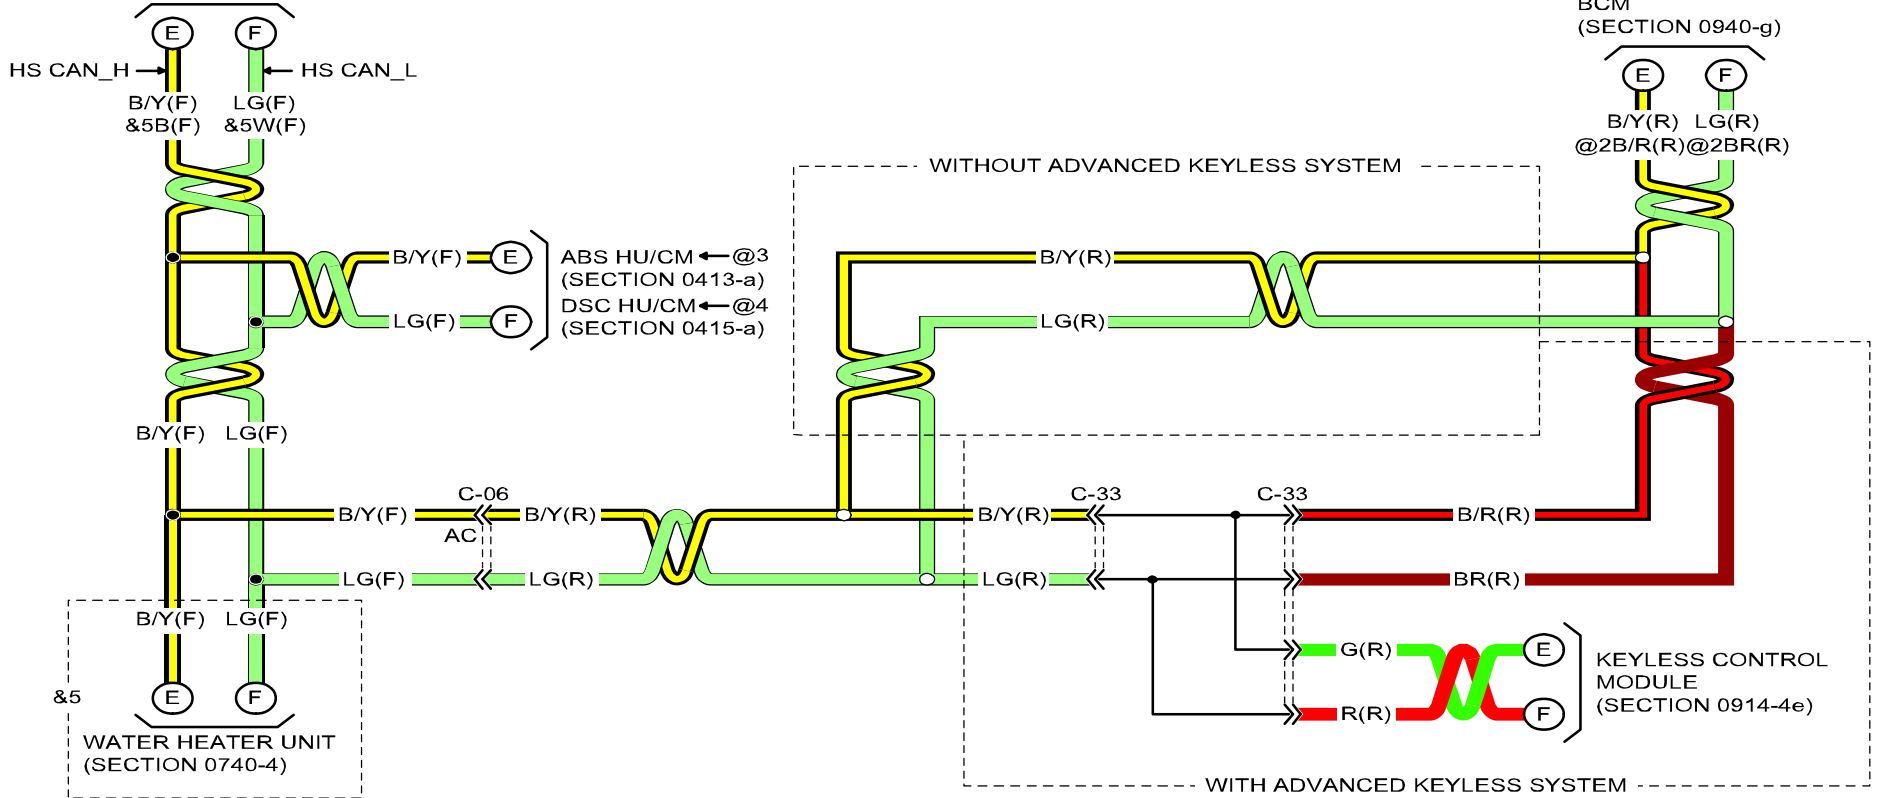 BCM
(SECTION 0940-g)
E F
E F
HS CAN_H
HS CAN_L
B/Y(F) LG(F)
&5B(F) &5W(F)
B/Y(R) LG(R)
@2B/R(R)@2BR(R)
WITHOUT ADVANCED KEYLESS SYSTEM
B/Y(F)
E
ABS HU/CM @3
(SECTION 0413-a)
DSC HU/CM @4
(SECTION 0415-a)
LG(F)
F
B/Y(R)
LG(R)
B/Y(F) LG(F)
C-06
AC
B/Y(F)
B/Y(R)
LG(F)
LG(R)
C-33
C-33
B/Y(R)
B/R(R)
LG(R)
BR(R)
B/Y(F) LG(F)
G(R)
E
R(R)
F
KEYLESS CONTROL
MODULE
(SECTION 0914-4e)
&5
E F
WATER HEATER UNIT
(SECTION 0740-4)
WITH ADVANCED KEYLESS SYSTEM